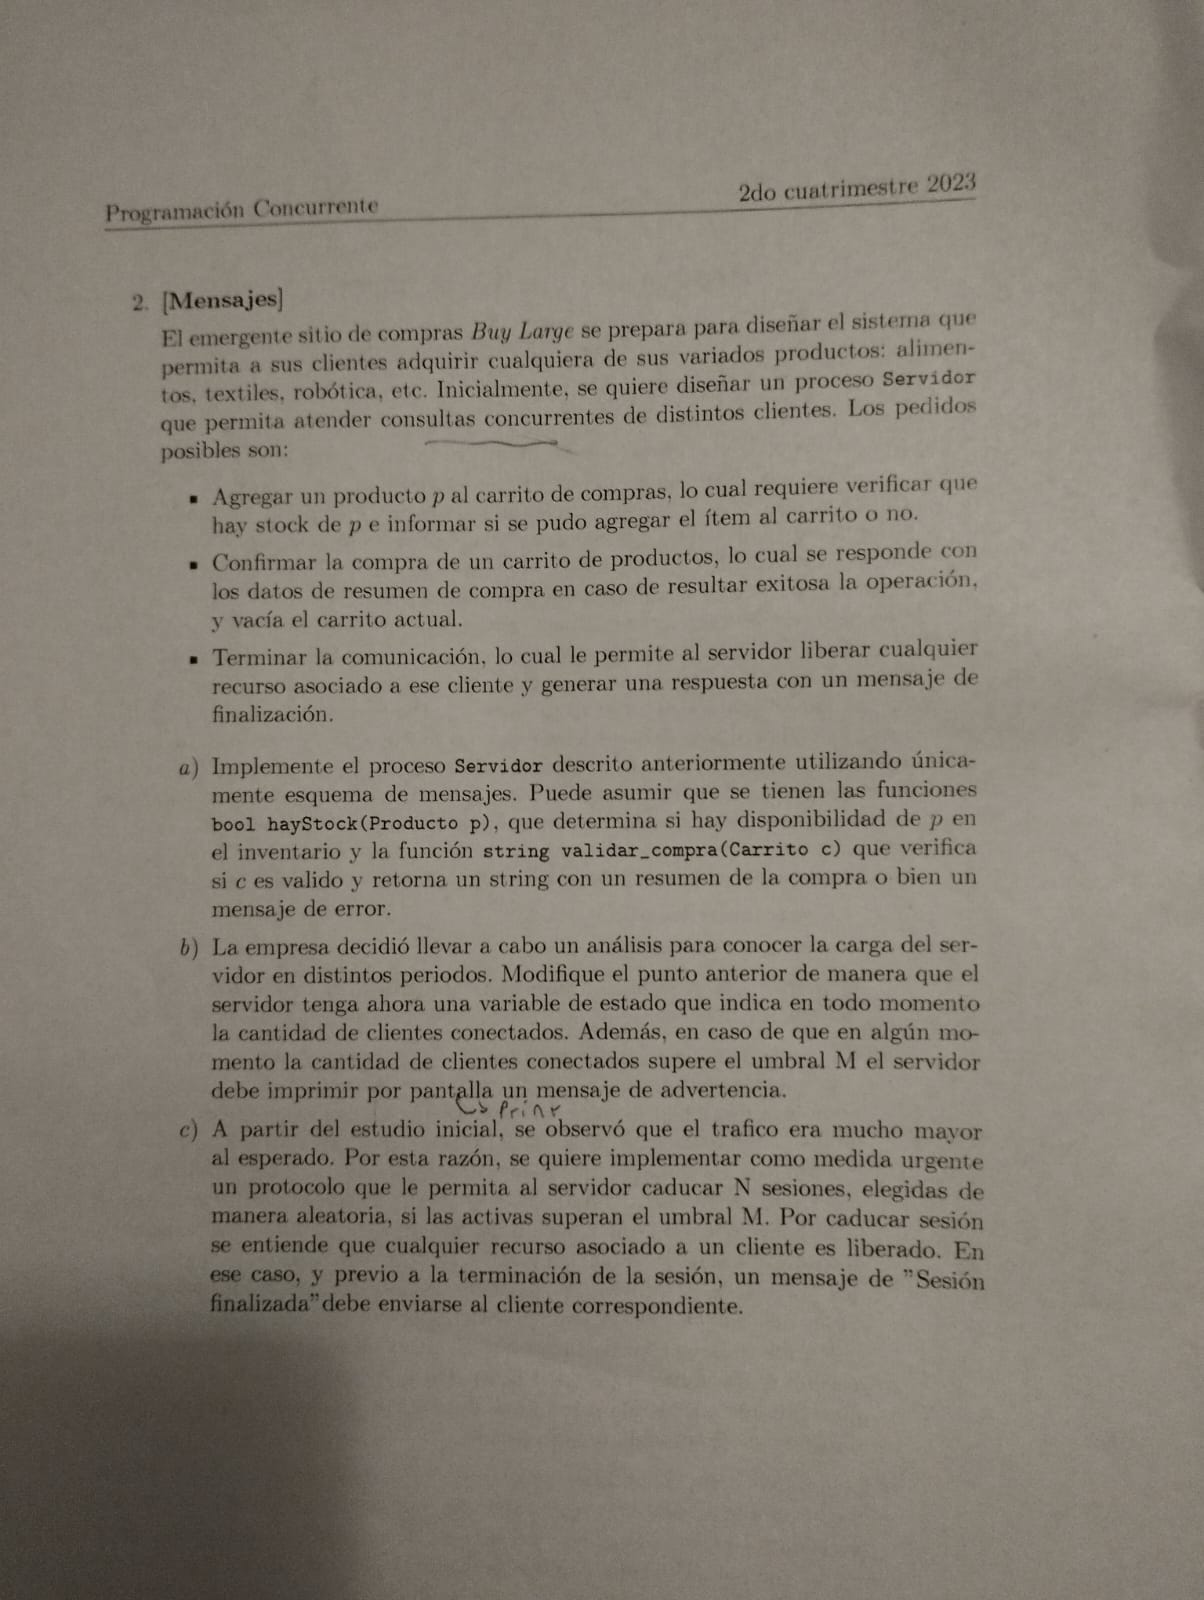 Programación Concurrente
2do cuatrimestre 2023
2. [Mensajes]
El emergente sitio de compras Buy Large se prepara para diseñar el sistema que
permita a sus clientes adquirir cualquiera de sus variados productos: alimen-
tos, textiles, robótica, etc. Inicialmente, se quiere diseñar un proceso Servidor
que permita atender consultas concurrentes de distintos clientes. Los pedidos
posibles son:
▪ Agregar un producto p al carrito de compras, lo cual requiere verificar que
hay stock de p e informar si se pudo agregar el ítem al carrito o no.
▪ Confirmar la compra de un carrito de productos, lo cual se responde con
los datos de resumen de compra en caso de resultar exitosa la operación,
y vacía el carrito actual.
▪ Terminar la comunicación, lo cual le permite al servidor liberar cualquier
recurso asociado a ese cliente y generar una respuesta con un mensaje de
finalización.
a) Implemente el proceso Servidor descrito anteriormente utilizando única-
mente esquema de mensajes. Puede asumir que se tienen las funciones
bool hayStock(Producto p), que determina si hay disponibilidad de p en
el inventario y la función string validar_compra(Carrito c) que verifica
si c es valido y retorna un string con un resumen de la compra o bien un
mensaje de error.
b) La empresa decidió llevar a cabo un análisis para conocer la carga del ser-
vidor en distintos periodos. Modifique el punto anterior de manera que el
servidor tenga ahora una variable de estado que indica en todo momento
la cantidad de clientes conectados. Además, en caso de que en algún mo-
mento la cantidad de clientes conectados supere el umbral M el servidor
debe imprimir por pantalla un mensaje de advertencia.
c) A partir del estudio inicial, se observó que el trafico era mucho mayor
al esperado. Por esta razón, se quiere implementar como medida urgente
un protocolo que le permita al servidor caducar N sesiones, elegidas de
manera aleatoria, si las activas superan el umbral M. Por caducar sesión
se entiende que cualquier recurso asociado a un cliente es liberado. En
ese caso, y previo a la terminación de la sesión, un mensaje de "Sesión
finalizada" debe enviarse al cliente correspondiente.